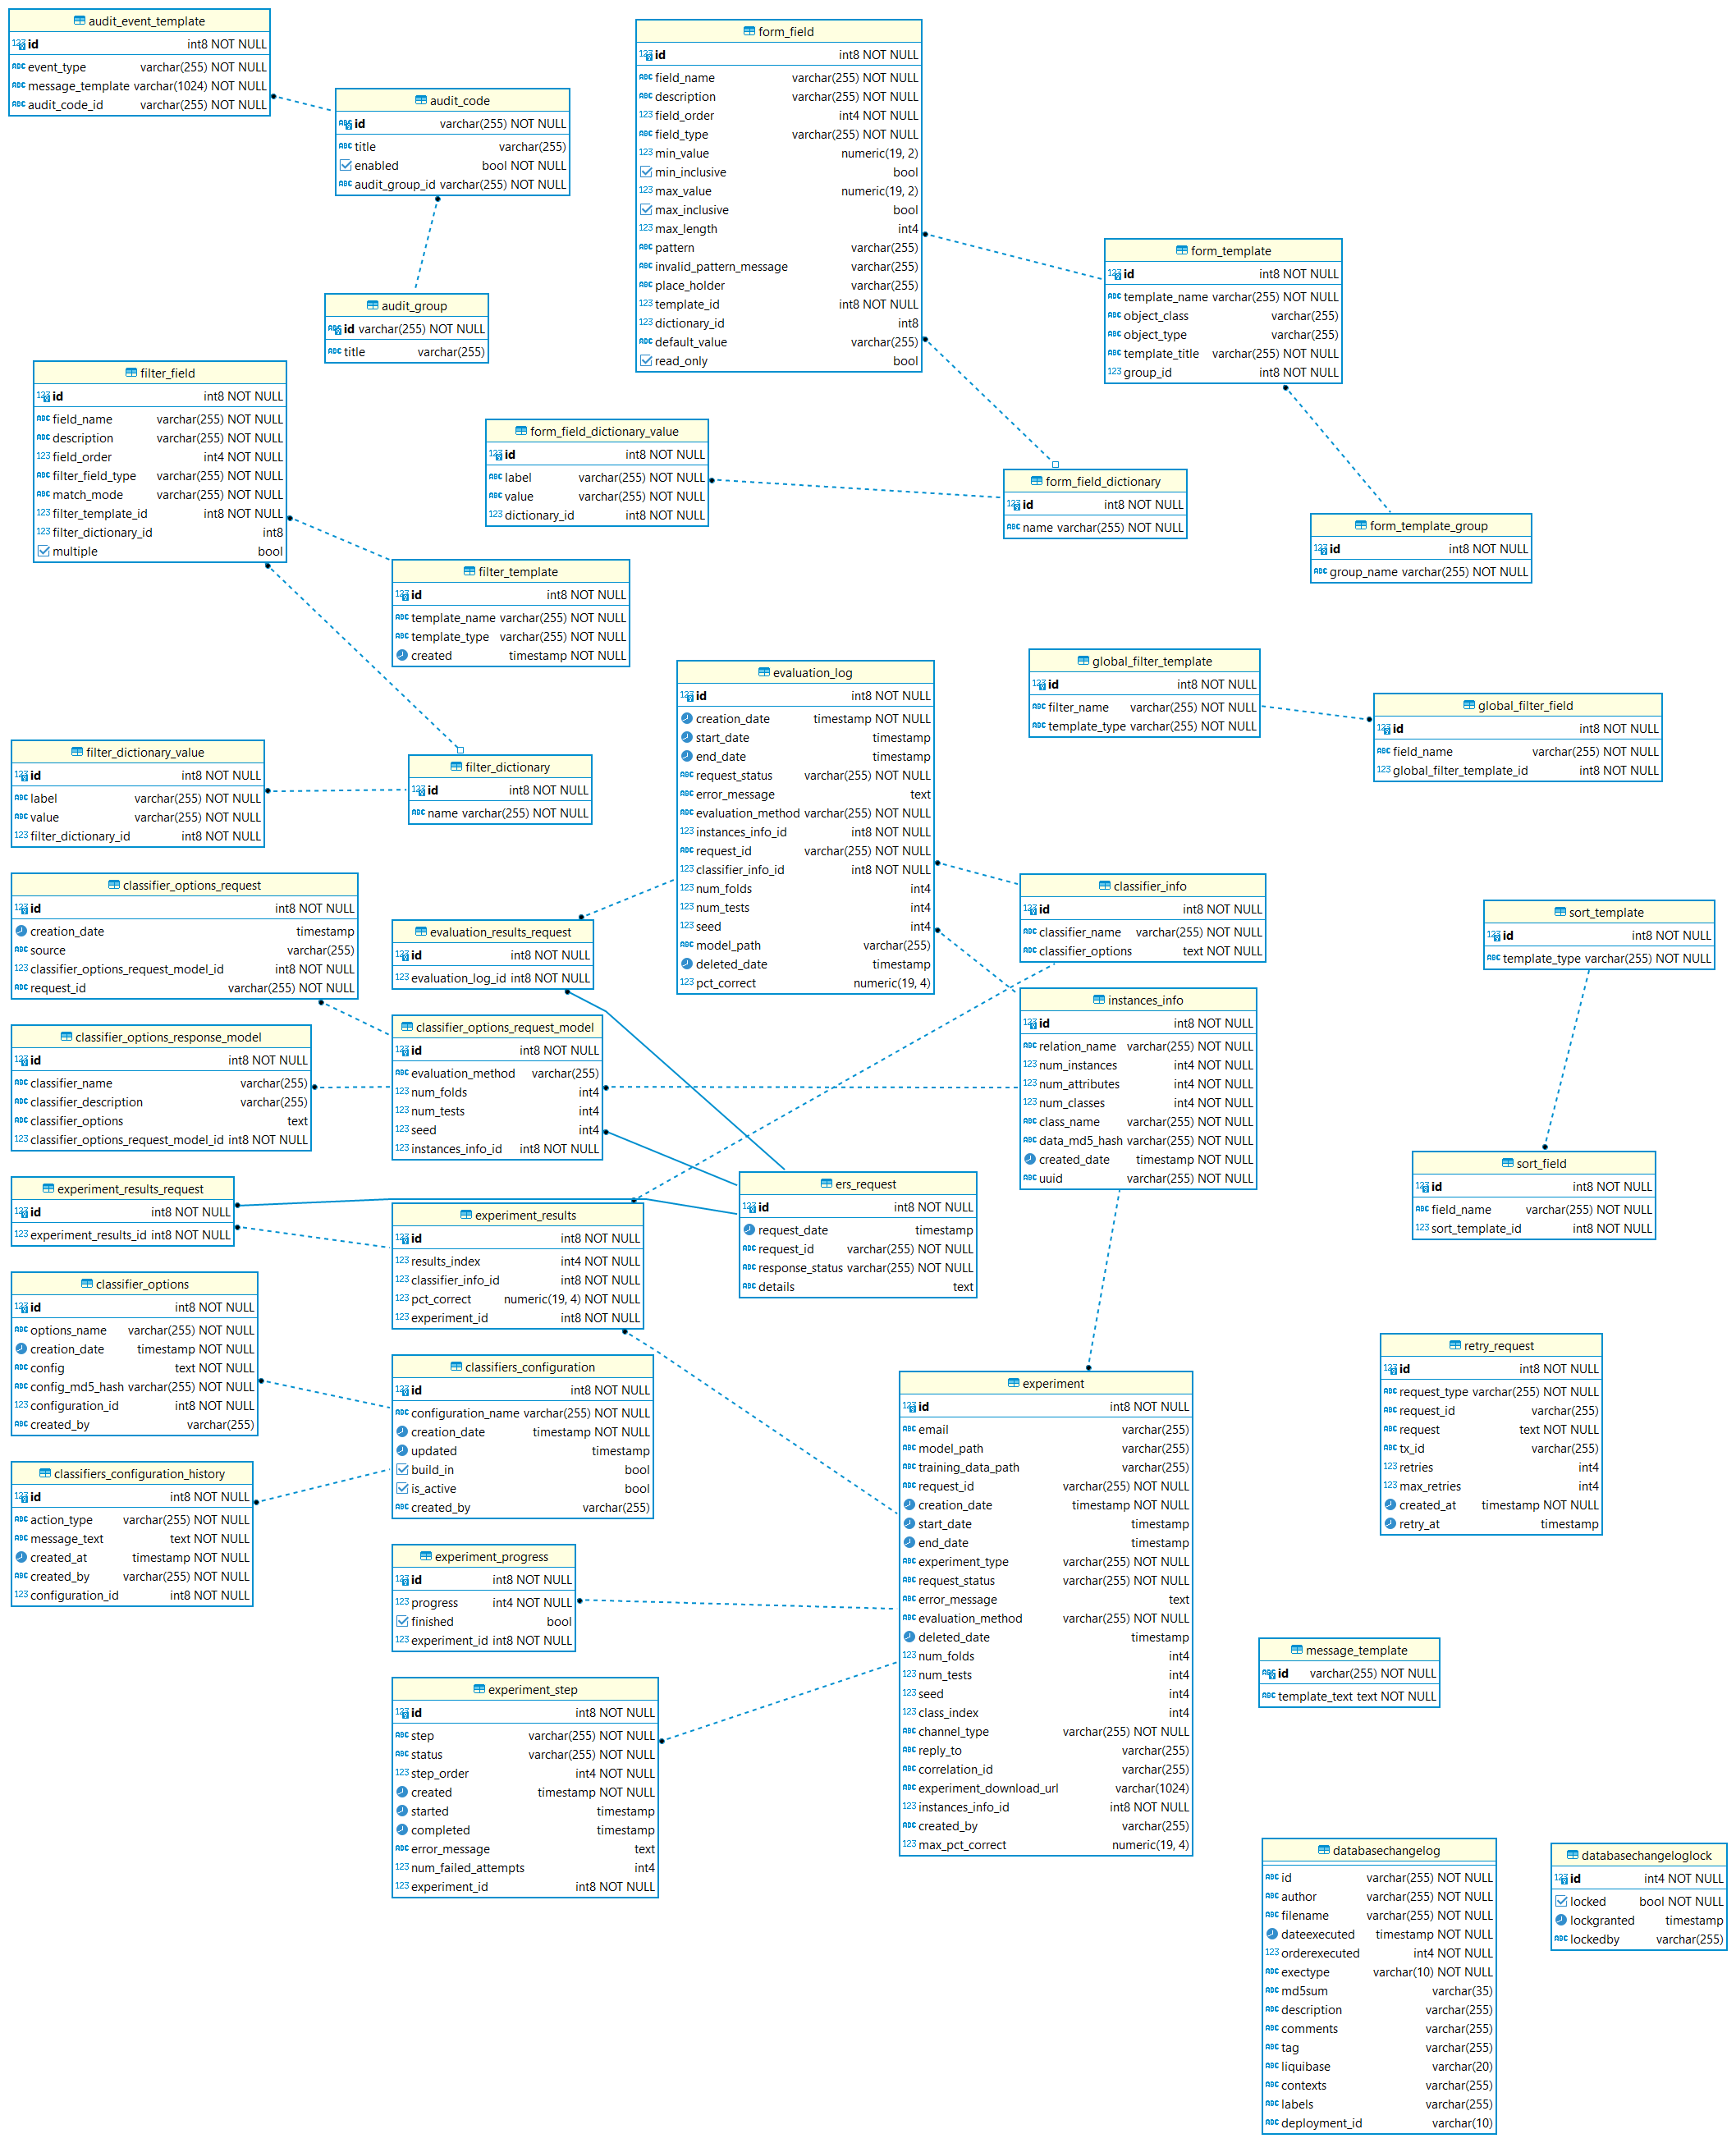 audit_event_template
id int8 NOT NULL
event_type varchar(255) NOT NULL
message_template varchar(1024) NOT NULL
audit_code_id varchar(255) NOT NULL
audit_code
id varchar(255) NOT NULL
title varchar(255)
enabled bool NOT NULL
audit_group_id varchar(255) NOT NULL
audit_group
id varchar(255) NOT NULL
title varchar(255)
form_field
id int8 NOT NULL
field_name varchar(255) NOT NULL
description varchar(255) NOT NULL
field_order int4 NOT NULL
field_type varchar(255) NOT NULL
min_value numeric(19, 2)
min_inclusive bool
max_value numeric(19, 2)
max_inclusive bool
max_length int4
pattern varchar(255)
invalid_pattern_message varchar(255)
place_holder varchar(255)
template_id int8 NOT NULL
dictionary_id int8
default_value varchar(255)
read_only bool
form_template
id int8 NOT NULL
template_name varchar(255) NOT NULL
object_class varchar(255)
object_type varchar(255)
template_title varchar(255) NOT NULL
group_id int8 NOT NULL
filter_field
id int8 NOT NULL
field_name varchar(255) NOT NULL
description varchar(255) NOT NULL
field_order int4 NOT NULL
filter_field_type varchar(255) NOT NULL
match_mode varchar(255) NOT NULL
filter_template_id int8 NOT NULL
filter_dictionary_id int8
multiple bool
form_field_dictionary_value
id int8 NOT NULL
label varchar(255) NOT NULL
value varchar(255) NOT NULL
dictionary_id int8 NOT NULL
form_field_dictionary
id int8 NOT NULL
name varchar(255) NOT NULL
form_template_group
id int8 NOT NULL
group_name varchar(255) NOT NULL
filter_template
id int8 NOT NULL
template_name varchar(255) NOT NULL
template_type varchar(255) NOT NULL
created timestamp NOT NULL
evaluation_log
id int8 NOT NULL
creation_date timestamp NOT NULL
start_date timestamp
end_date timestamp
request_status varchar(255) NOT NULL
error_message text
evaluation_method varchar(255) NOT NULL
instances_info_id int8 NOT NULL
request_id varchar(255) NOT NULL
classifier_info_id int8 NOT NULL
num_folds int4
num_tests int4
seed int4
model_path varchar(255)
deleted_date timestamp
pct_correct numeric(19, 4)
global_filter_template
id int8 NOT NULL
filter_name varchar(255) NOT NULL
template_type varchar(255) NOT NULL
global_filter_field
id int8 NOT NULL
field_name varchar(255) NOT NULL
global_filter_template_id int8 NOT NULL
filter_dictionary_value
id int8 NOT NULL
label varchar(255) NOT NULL
value varchar(255) NOT NULL
filter_dictionary_id int8 NOT NULL
filter_dictionary
id int8 NOT NULL
name varchar(255) NOT NULL
classifier_options_request
id int8 NOT NULL
creation_date timestamp
source varchar(255)
classifier_options_request_model_id int8 NOT NULL
request_id varchar(255) NOT NULL
evaluation_results_request
id int8 NOT NULL
evaluation_log_id int8 NOT NULL
classifier_info
id int8 NOT NULL
classifier_name varchar(255) NOT NULL
classifier_options text NOT NULL
sort_template
id int8 NOT NULL
template_type varchar(255) NOT NULL
instances_info
id int8 NOT NULL
relation_name varchar(255) NOT NULL
num_instances int4 NOT NULL
num_attributes int4 NOT NULL
num_classes int4 NOT NULL
class_name varchar(255) NOT NULL
data_md5_hash varchar(255) NOT NULL
created_date timestamp NOT NULL
uuid varchar(255) NOT NULL
classifier_options_response_model
id int8 NOT NULL
classifier_name varchar(255)
classifier_description varchar(255)
classifier_options text
classifier_options_request_model_id int8 NOT NULL
classifier_options_request_model
id int8 NOT NULL
evaluation_method varchar(255)
num_folds int4
num_tests int4
seed int4
instances_info_id int8 NOT NULL
sort_field
id int8 NOT NULL
field_name varchar(255) NOT NULL
sort_template_id int8 NOT NULL
experiment_results_request
id int8 NOT NULL
experiment_results_id int8 NOT NULL
experiment_results
id int8 NOT NULL
results_index int4 NOT NULL
classifier_info_id int8 NOT NULL
pct_correct numeric(19, 4) NOT NULL
experiment_id int8 NOT NULL
ers_request
id int8 NOT NULL
request_date timestamp
request_id varchar(255) NOT NULL
response_status varchar(255) NOT NULL
details text
classifier_options
id int8 NOT NULL
options_name varchar(255) NOT NULL
creation_date timestamp NOT NULL
config text NOT NULL
config_md5_hash varchar(255) NOT NULL
configuration_id int8 NOT NULL
created_by varchar(255)
classifiers_configuration
id int8 NOT NULL
configuration_name varchar(255) NOT NULL
creation_date timestamp NOT NULL
updated timestamp
build_in bool
is_active bool
created_by varchar(255)
experiment
id int8 NOT NULL
email varchar(255)
model_path varchar(255)
training_data_path varchar(255)
request_id varchar(255) NOT NULL
creation_date timestamp NOT NULL
start_date timestamp
end_date timestamp
experiment_type varchar(255) NOT NULL
request_status varchar(255) NOT NULL
error_message text
evaluation_method varchar(255) NOT NULL
deleted_date timestamp
num_folds int4
num_tests int4
seed int4
class_index int4
channel_type varchar(255) NOT NULL
reply_to varchar(255)
correlation_id varchar(255)
experiment_download_url varchar(1024)
instances_info_id int8 NOT NULL
created_by varchar(255)
max_pct_correct numeric(19, 4)
retry_request
id int8 NOT NULL
request_type varchar(255) NOT NULL
request_id varchar(255)
request text NOT NULL
tx_id varchar(255)
retries int4
max_retries int4
created_at timestamp NOT NULL
retry_at timestamp
classifiers_configuration_history
id int8 NOT NULL
action_type varchar(255) NOT NULL
message_text text NOT NULL
created_at timestamp NOT NULL
created_by varchar(255) NOT NULL
configuration_id int8 NOT NULL
experiment_progress
id int8 NOT NULL
progress int4 NOT NULL
finished bool
experiment_id int8 NOT NULL
experiment_step
id int8 NOT NULL
step varchar(255) NOT NULL
status varchar(255) NOT NULL
step_order int4 NOT NULL
created timestamp NOT NULL
started timestamp
completed timestamp
error_message text
num_failed_attempts int4
experiment_id int8 NOT NULL
message_template
id varchar(255) NOT NULL
template_text text NOT NULL
databasechangelog
id varchar(255) NOT NULL
author varchar(255) NOT NULL
filename varchar(255) NOT NULL
dateexecuted timestamp NOT NULL
orderexecuted int4 NOT NULL
exectype varchar(10) NOT NULL
md5sum varchar(35)
description varchar(255)
comments varchar(255)
tag varchar(255)
liquibase varchar(20)
contexts varchar(255)
labels varchar(255)
deployment_id varchar(10)
databasechangeloglock
id int4 NOT NULL
locked bool NOT NULL
lockgranted timestamp
lockedby varchar(255)